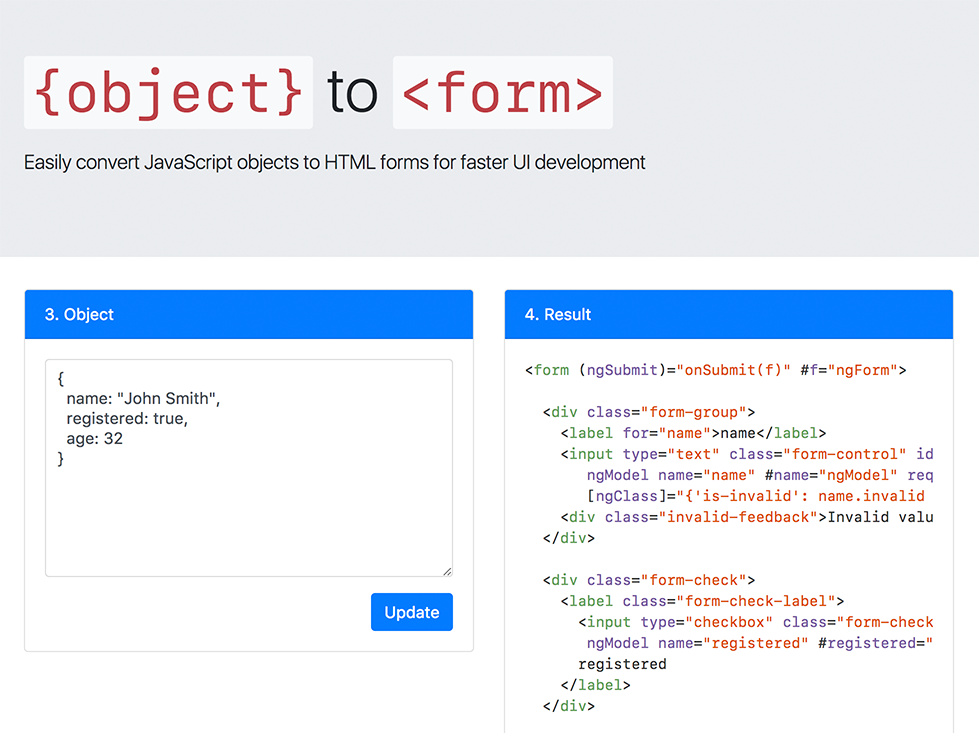 {object} to <form>
Easily convert JavaScript objects to HTML forms for faster UI development
3. Object
{
name: "John Smith",
registered: true,
age: 32
}
Update
4. Result
<form (ngSubmit)="onSubmit(f)" #f="ngForm">
<div class="form-group">
<label for="name">name</label>
<input type="text" class="form-control" id
ngModel name="name" #name="ngModel" req
[ngClass]="{'is-invalid': name.invalid
<div class="invalid-feedback">Invalid valu
</div>
<div class="form-check">
<label class="form-check-label">
<input type="checkbox" class="form-check
ngModel name="registered" #registered="
registered
</label>
</div>